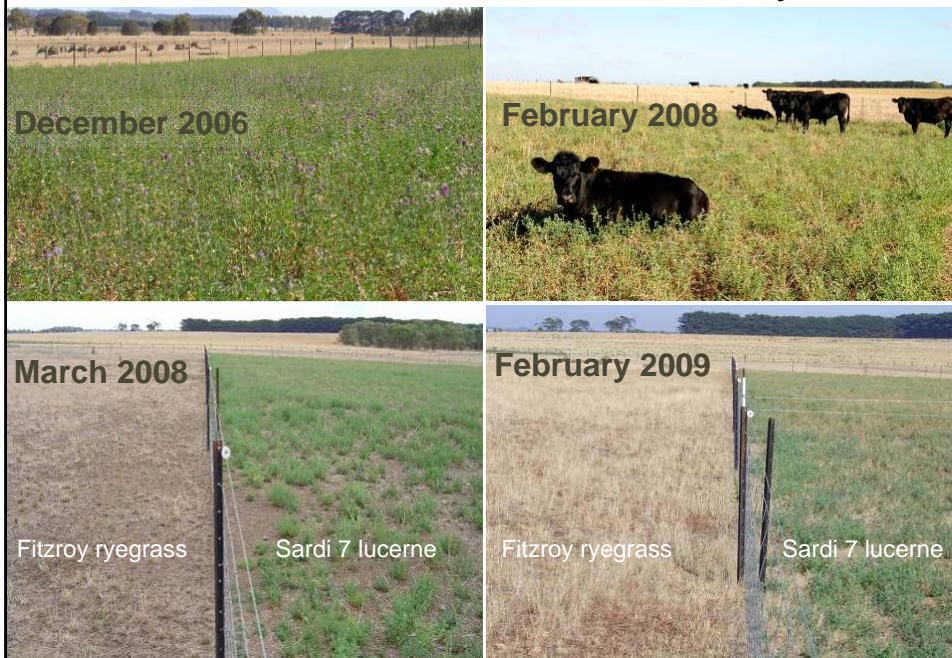 December 2006
February 2008
March 2008
February 2009
Fitzroy ryegrass
Sardi 7 lucerne
Fitzroy ryegrass
Sardi 7 lucerne